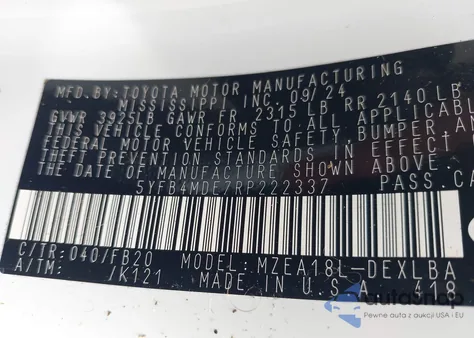 MFD.BY: TOYOTA MOTOR MANUFACTURING
MISSISSIPPI INC. 09/24
GVWR 3925LB GAWR FR 2315 LB RR 2140 LB
THIS VEHICLE CONFORMS TO ALL APPLICABL
FEDERAL MOTOR VEHICLE SAFETY, BUMPER, AN
THEFT PREVENTION STANDARDS IN EFFECT
THE DATE OF MANUFACTURE SHOWN ABOVE.
5YFB4MDE7RP222337 PASS.CA
C/TR:040/FB20 MODEL: MZEA18L-DEXLBA
A/TM: /K121 MADE IN U.S.A. 418
AutaSnap
Pewne auta z aukcji USA i EU